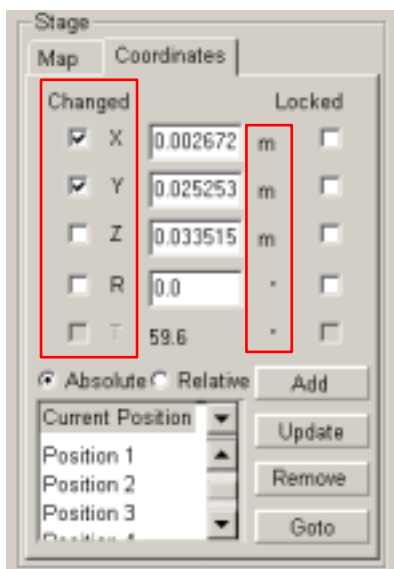 Stage
Map Coordinates
Changed Locked
X 0.002672 m
Y 0.025253 m
Z 0.033515 m
R 0.0 °
T 59.6 °
Absolute Relative Add
Current Position
Update
Position 1
Position 2 Remove
Position 3
Goto